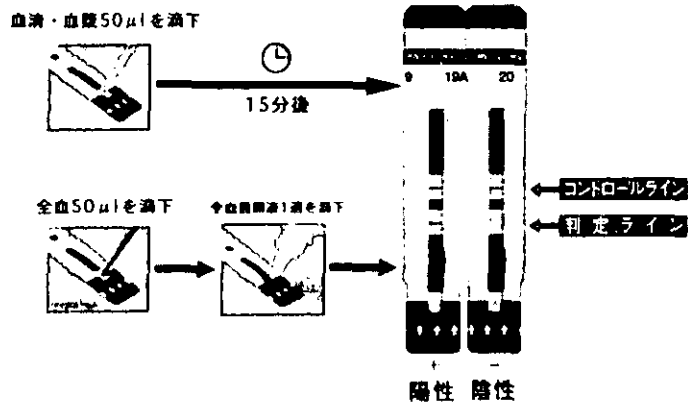 血清・血漿50μlを滴下
15分後
9 19A 20
コントロールライン
判定ライン
全血50μlを滴下
全血展開液1滴を滴下
+ −
陽性 陰性